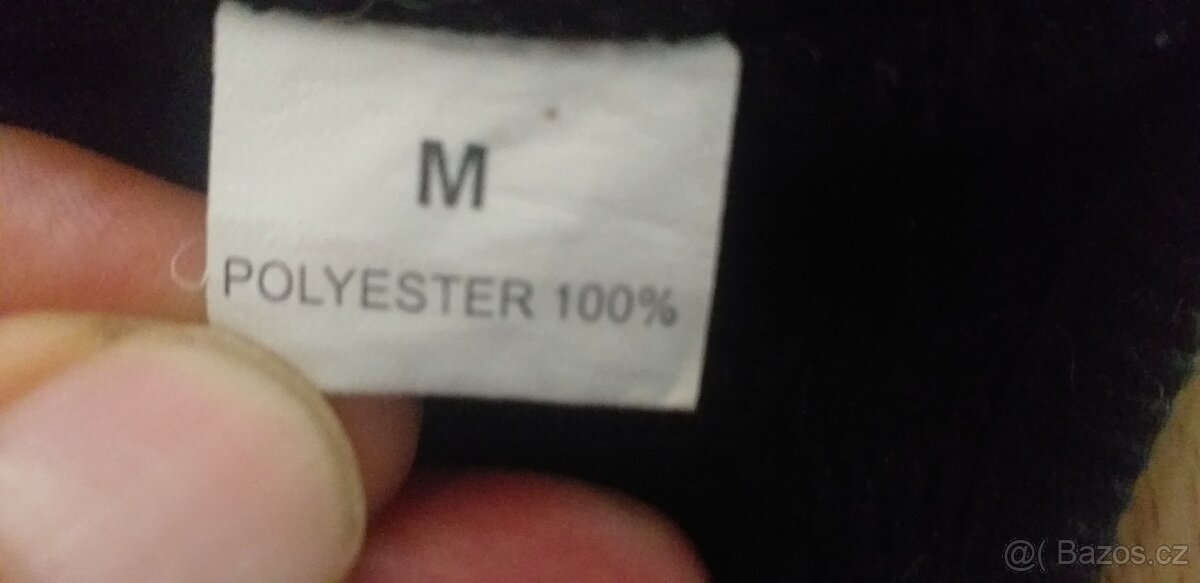 M
POLYESTER 100%
@( Bazos.cz